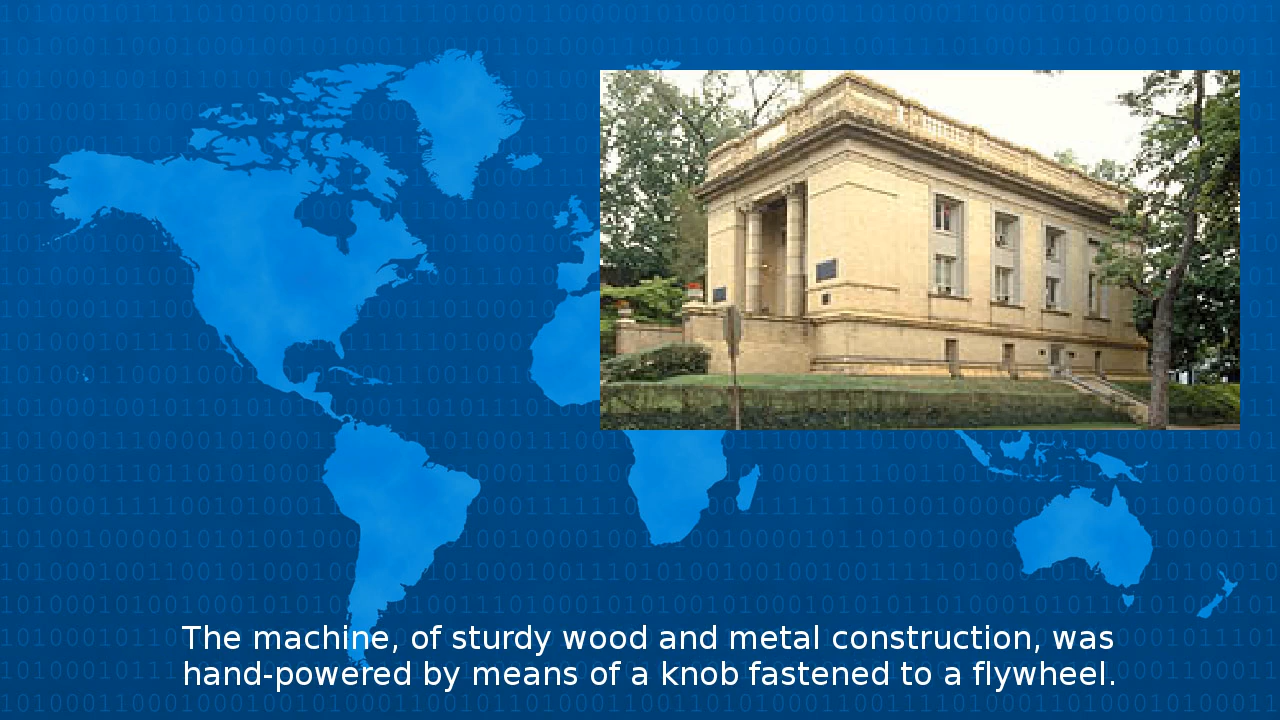 The machine, of sturdy wood and metal construction, was
hand-powered by means of a knob fastened to a flywheel.